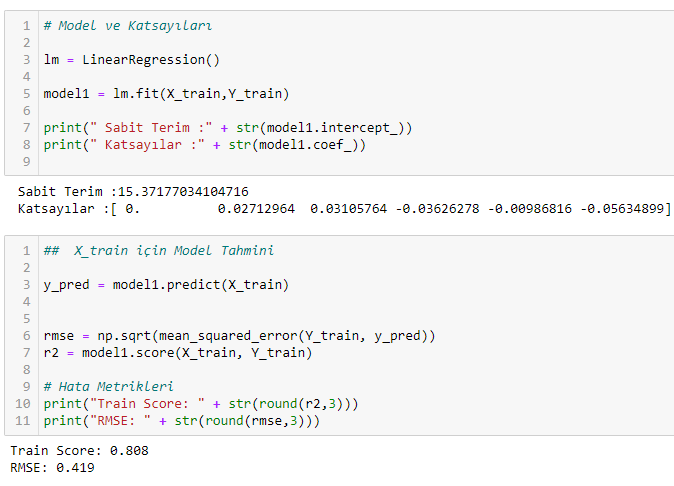 1 # Model ve Katsayıları
2
3 lm = LinearRegression()
4
5 model1 = lm.fit(X_train,Y_train)
6
7 print(" Sabit Terim :" + str(model1.intercept_))
8 print(" Katsayılar :" + str(model1.coef_))
9
Sabit Terim :15.37177034104716
Katsayılar :[ 0. 0.02712964 0.03105764 -0.03626278 -0.00986816 -0.05634899]
1 ## X_train için Model Tahmini
2
3 y_pred = model1.predict(X_train)
4
5
6 rmse = np.sqrt(mean_squared_error(Y_train, y_pred))
7 r2 = model1.score(X_train, Y_train)
8
9 # Hata Metrikleri
10 print("Train Score: " + str(round(r2,3)))
11 print("RMSE: " + str(round(rmse,3)))
Train Score: 0.808
RMSE: 0.419